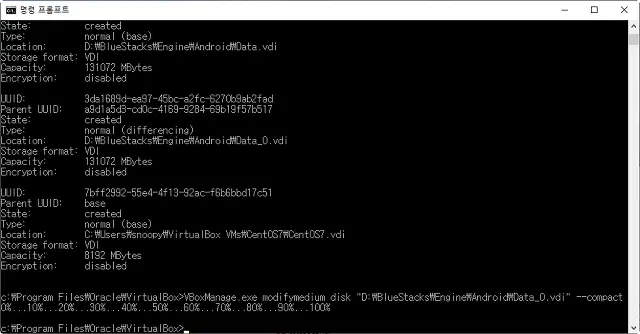 명령 프롬프트
State:          created
Type:           normal (base)
Location:       D:₩BlueStacks₩Engine₩Android₩Data.vdi
Storage format: VDI
Capacity:       131072 MBytes
Encryption:     disabled
UUID:           3da1689d-ea97-45bc-a2fc-6270b9ab2fad
Parent UUID:    a9d1a5d3-cd0c-4169-9284-69b19f57b517
State:          created
Type:           normal (differencing)
Location:       D:₩BlueStacks₩Engine₩Android₩Data_0.vdi
Storage format: VDI
Capacity:       131072 MBytes
Encryption:     disabled
UUID:           7bff2992-55e4-4f13-92ac-f6b6bbd17c51
Parent UUID:    base
State:          created
Type:           normal (base)
Location:       C:₩Users₩snoopy₩VirtualBox VMs₩CentOS7₩CentOS7.vdi
Storage format: VDI
Capacity:       8192 MBytes
Encryption:     disabled
c:₩Program Files₩Oracle₩VirtualBox>VBoxManage.exe modifymedium disk "D:₩BlueStacks₩Engine₩Android₩Data_0.vdi" --compact
0%...10%...20%...30%...40%...50%...60%...70%...80%...90%...100%
c:₩Program Files₩Oracle₩VirtualBox>